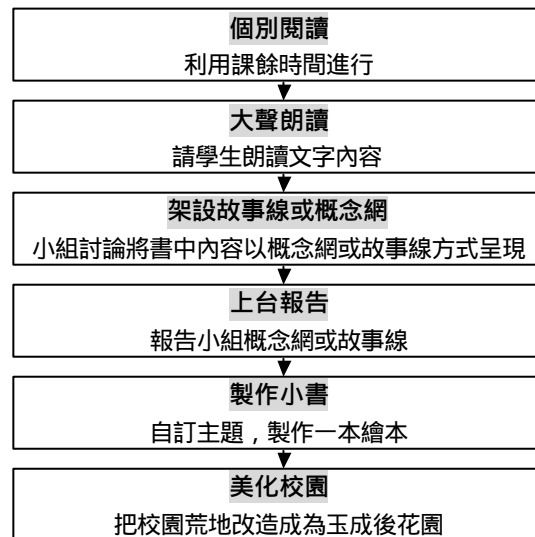 個別閱讀
利用課餘時間進行
大聲朗讀
請學生朗讀文字內容
架設故事線或概念網
小組討論將書中內容以概念網或故事線方式呈現
上台報告
報告小組概念網或故事線
製作小書
自訂主題，製作一本繪本
美化校園
把校園荒地改造成為玉成後花園